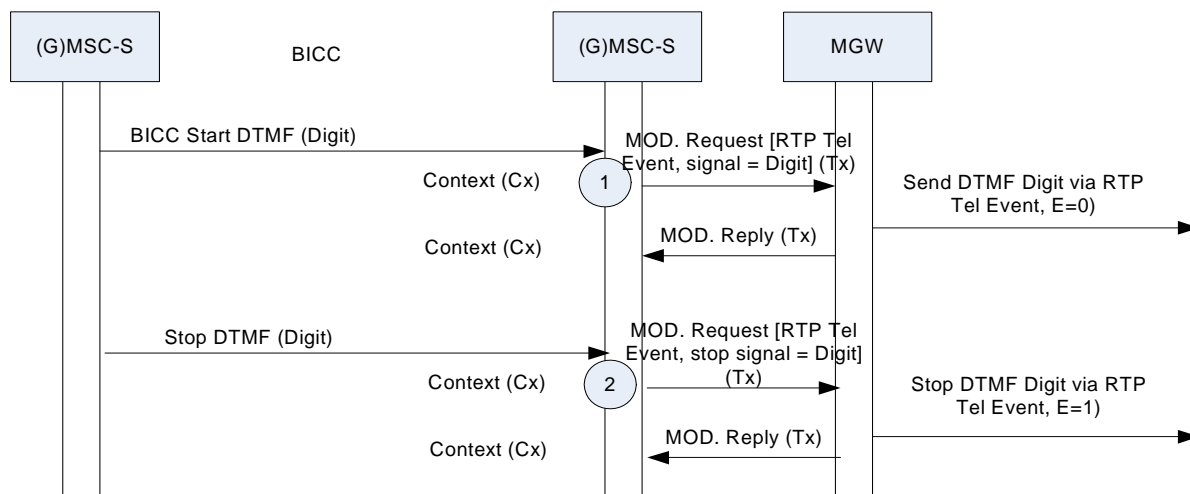 (G)MSC-S
BICC
(G)MSC-S
MGW
BICC Start DTMF (Digit)
MOD. Request [RTP Tel
Event, signal = Digit] (Tx)
Context (Cx)
1
Send DTMF Digit via RTP
Tel Event, E=0)
MOD. Reply (Tx)
Context (Cx)
Stop DTMF (Digit)
MOD. Request [RTP Tel
Event, stop signal = Digit]
(Tx)
Context (Cx)
2
Stop DTMF Digit via RTP
Tel Event, E=1)
MOD. Reply (Tx)
Context (Cx)